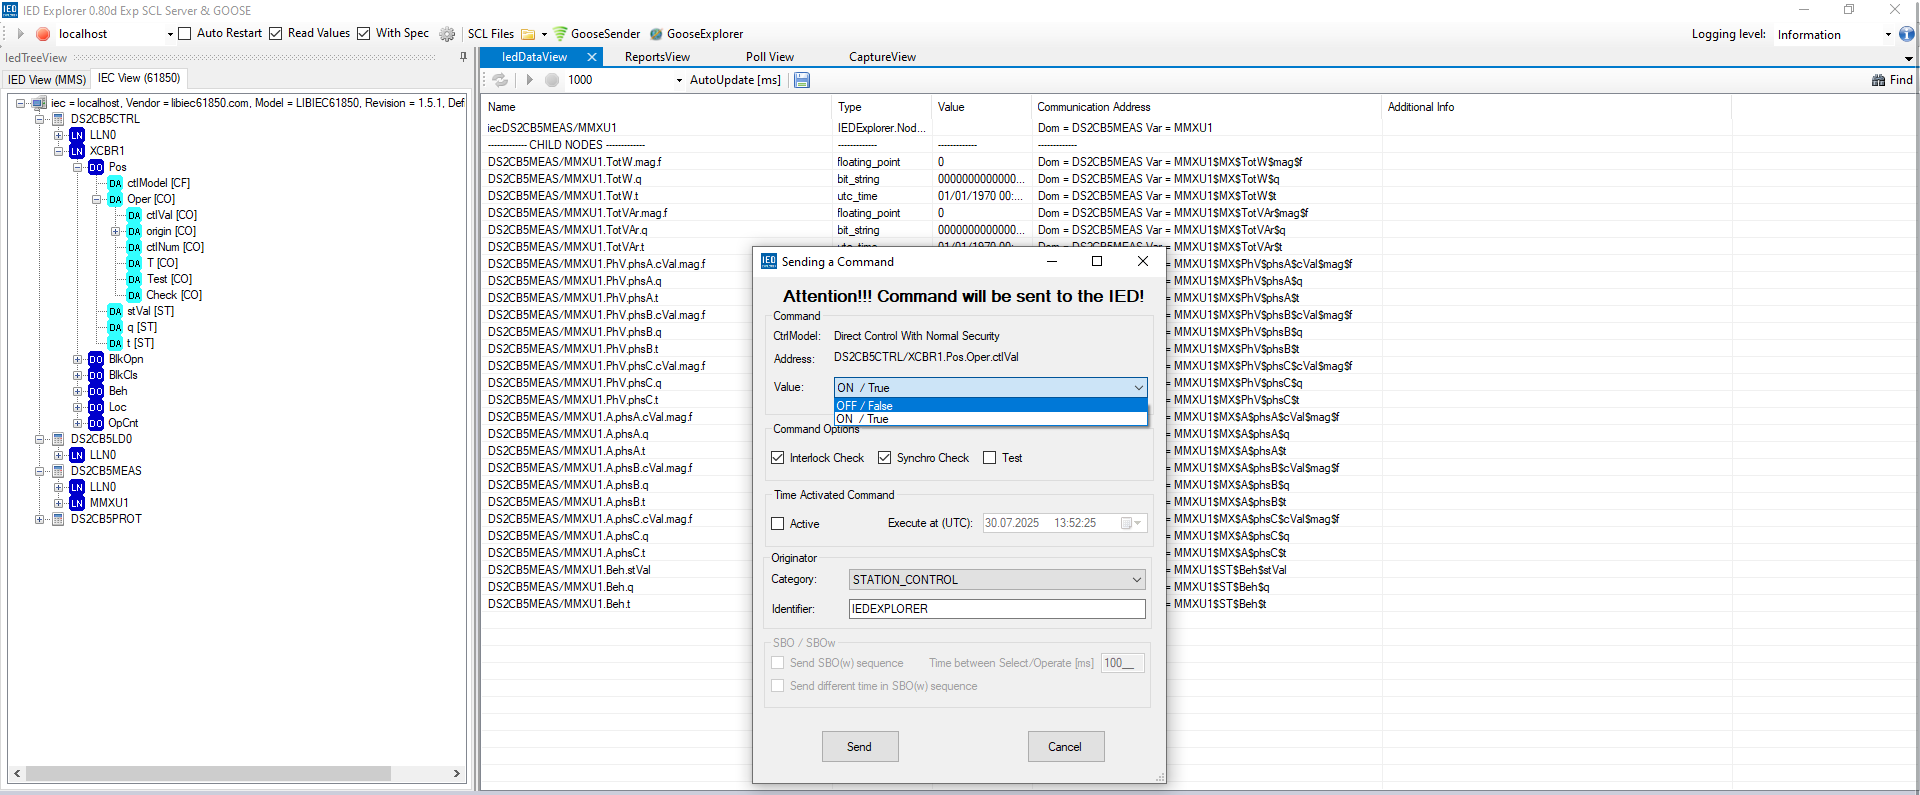 IED Explorer 0.80d Exp SCL Server & GOOSE
localhost Auto Restart Read Values With Spec SCL Files GooseSender GooseExplorer Logging level: Information
IedTreeView
IED View (MMS) IEC View (61850)
iec = localhost, Vendor = libiec61850.com, Model = LIBIEC61850, Revision = 1.5.1, Def
DS2CB5CTRL
LN LLN0
LN XCBR1
DO Pos
DA ctlModel [CF]
DA Oper [CO]
DA ctlVal [CO]
DA origin [CO]
DA ctlNum [CO]
DA T [CO]
DA Test [CO]
DA Check [CO]
DA stVal [ST]
DA q [ST]
DA t [ST]
DO BlkOpn
DO BlkCls
DO Beh
DO Loc
DO OpCnt
DS2CB5LD0
LN LLN0
DS2CB5MEAS
LN LLN0
LN MMXU1
DS2CB5PROT
IedDataView ReportsView Poll View CaptureView
1000 AutoUpdate [ms] Find
Name Type Value Communication Address Additional Info
iecDS2CB5MEAS/MMXU1 IEDExplorer.Nod... Dom = DS2CB5MEAS Var = MMXU1
------------- CHILD NODES ------------- ------------- ------------- -------------
DS2CB5MEAS/MMXU1.TotW.mag.f floating_point 0 Dom = DS2CB5MEAS Var = MMXU1$MX$TotW$mag$f
DS2CB5MEAS/MMXU1.TotW.q bit_string 0000000000000... Dom = DS2CB5MEAS Var = MMXU1$MX$TotW$q
DS2CB5MEAS/MMXU1.TotW.t utc_time 01/01/1970 00:... Dom = DS2CB5MEAS Var = MMXU1$MX$TotW$t
DS2CB5MEAS/MMXU1.TotVAr.mag.f floating_point 0 Dom = DS2CB5MEAS Var = MMXU1$MX$TotVAr$mag$f
DS2CB5MEAS/MMXU1.TotVAr.q bit_string 0000000000000... Dom = DS2CB5MEAS Var = MMXU1$MX$TotVAr$q
DS2CB5MEAS/MMXU1.TotVAr.t utc_time 01/01/1970 00:... Dom = DS2CB5MEAS Var = MMXU1$MX$TotVAr$t
DS2CB5MEAS/MMXU1.PhV.phsA.cVal.mag.f = MMXU1$MX$PhV$phsA$cVal$mag$f
DS2CB5MEAS/MMXU1.PhV.phsA.q = MMXU1$MX$PhV$phsA$q
DS2CB5MEAS/MMXU1.PhV.phsA.t = MMXU1$MX$PhV$phsA$t
DS2CB5MEAS/MMXU1.PhV.phsB.cVal.mag.f = MMXU1$MX$PhV$phsB$cVal$mag$f
DS2CB5MEAS/MMXU1.PhV.phsB.q = MMXU1$MX$PhV$phsB$q
DS2CB5MEAS/MMXU1.PhV.phsB.t = MMXU1$MX$PhV$phsB$t
DS2CB5MEAS/MMXU1.PhV.phsC.cVal.mag.f = MMXU1$MX$PhV$phsC$cVal$mag$f
DS2CB5MEAS/MMXU1.PhV.phsC.q = MMXU1$MX$PhV$phsC$q
DS2CB5MEAS/MMXU1.PhV.phsC.t = MMXU1$MX$PhV$phsC$t
DS2CB5MEAS/MMXU1.A.phsA.cVal.mag.f = MMXU1$MX$A$phsA$cVal$mag$f
DS2CB5MEAS/MMXU1.A.phsA.q = MMXU1$MX$A$phsA$q
DS2CB5MEAS/MMXU1.A.phsA.t = MMXU1$MX$A$phsA$t
DS2CB5MEAS/MMXU1.A.phsB.cVal.mag.f = MMXU1$MX$A$phsB$cVal$mag$f
DS2CB5MEAS/MMXU1.A.phsB.q = MMXU1$MX$A$phsB$q
DS2CB5MEAS/MMXU1.A.phsB.t = MMXU1$MX$A$phsB$t
DS2CB5MEAS/MMXU1.A.phsC.cVal.mag.f = MMXU1$MX$A$phsC$cVal$mag$f
DS2CB5MEAS/MMXU1.A.phsC.q = MMXU1$MX$A$phsC$q
DS2CB5MEAS/MMXU1.A.phsC.t = MMXU1$MX$A$phsC$t
DS2CB5MEAS/MMXU1.Beh.stVal = MMXU1$ST$Beh$stVal
DS2CB5MEAS/MMXU1.Beh.q = MMXU1$ST$Beh$q
DS2CB5MEAS/MMXU1.Beh.t = MMXU1$ST$Beh$t
IED Sending a Command
Attention!!! Command will be sent to the IED!
Command
CtrlModel: Direct Control With Normal Security
Address: DS2CB5CTRL/XCBR1.Pos.Oper.ctlVal
Value: ON / True
OFF / False
ON / True
Command Options
Interlock Check Synchro Check Test
Time Activated Command
Active Execute at (UTC): 30.07.2025 13:52:25
Originator
Category: STATION_CONTROL
Identifier: IEDEXPLORER
SBO / SBOw
Send SBO(w) sequence Time between Select/Operate [ms] 100__
Send different time in SBO(w) sequence
Send Cancel